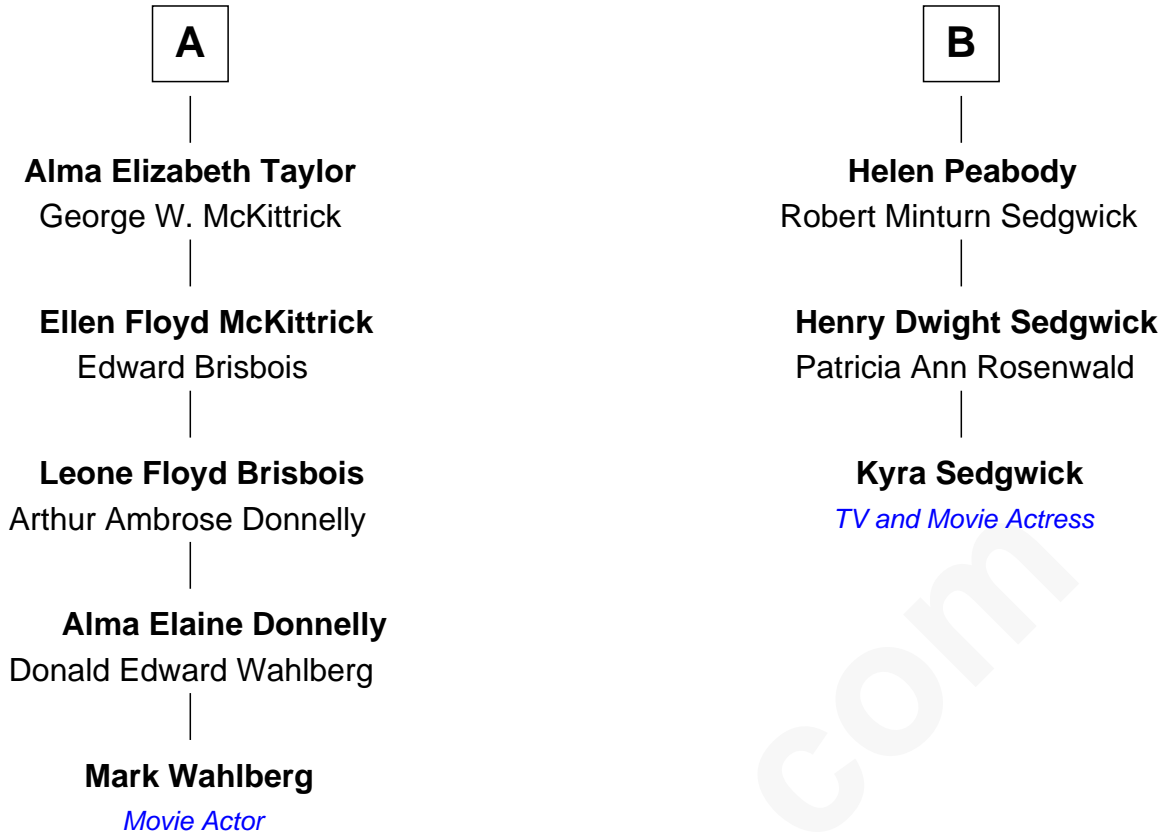 A
Alma Elizabeth Taylor
George W. McKittrick
Ellen Floyd McKittrick
Edward Brisbois
Leone Floyd Brisbois
Arthur Ambrose Donnelly
Alma Elaine Donnelly
Donald Edward Wahlberg
Mark Wahlberg
Movie Actor
B
Helen Peabody
Robert Minturn Sedgwick
Henry Dwight Sedgwick
Patricia Ann Rosenwald
Kyra Sedgwick
TV and Movie Actress
com